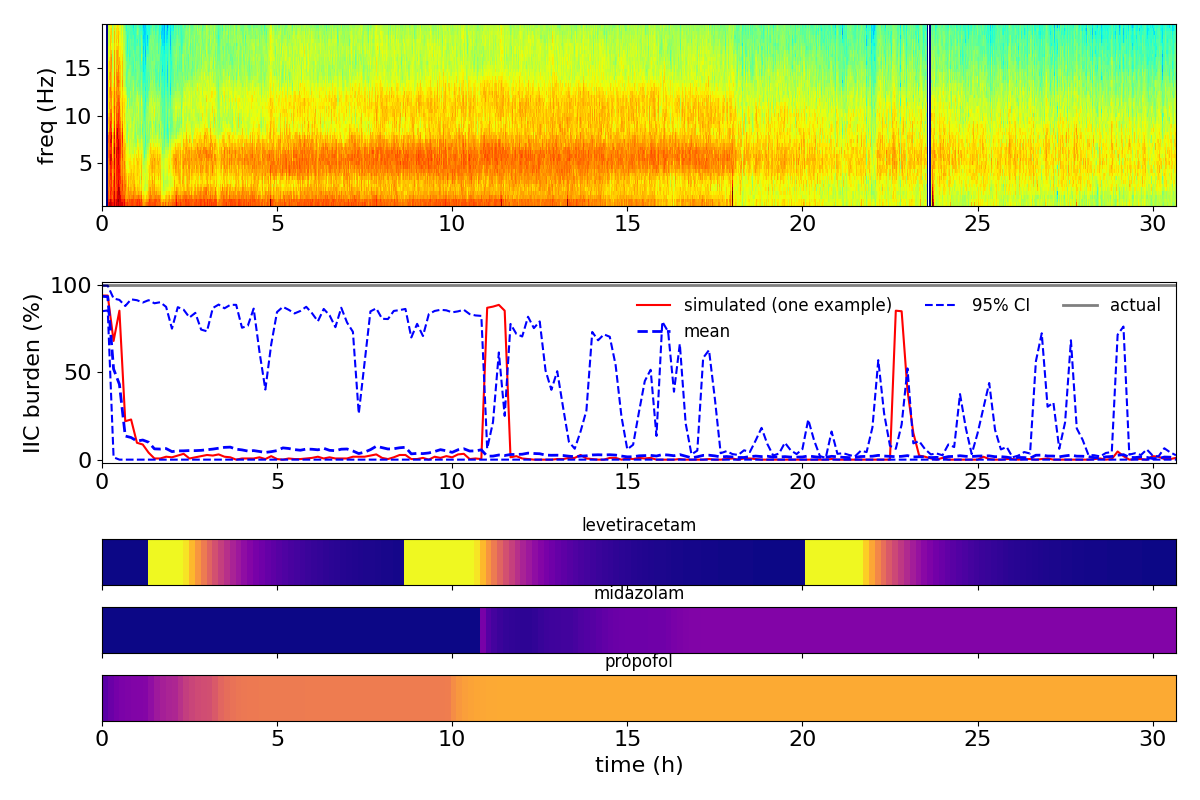 freq (Hz)
15
10
5
0 5 10 15 20 25 30
IIC burden (%)
100
50
0
simulated (one example)
mean
95% CI
actual
0 5 10 15 20 25 30
levetiracetam
midazolam
propofol
0 5 10 15 20 25 30
time (h)